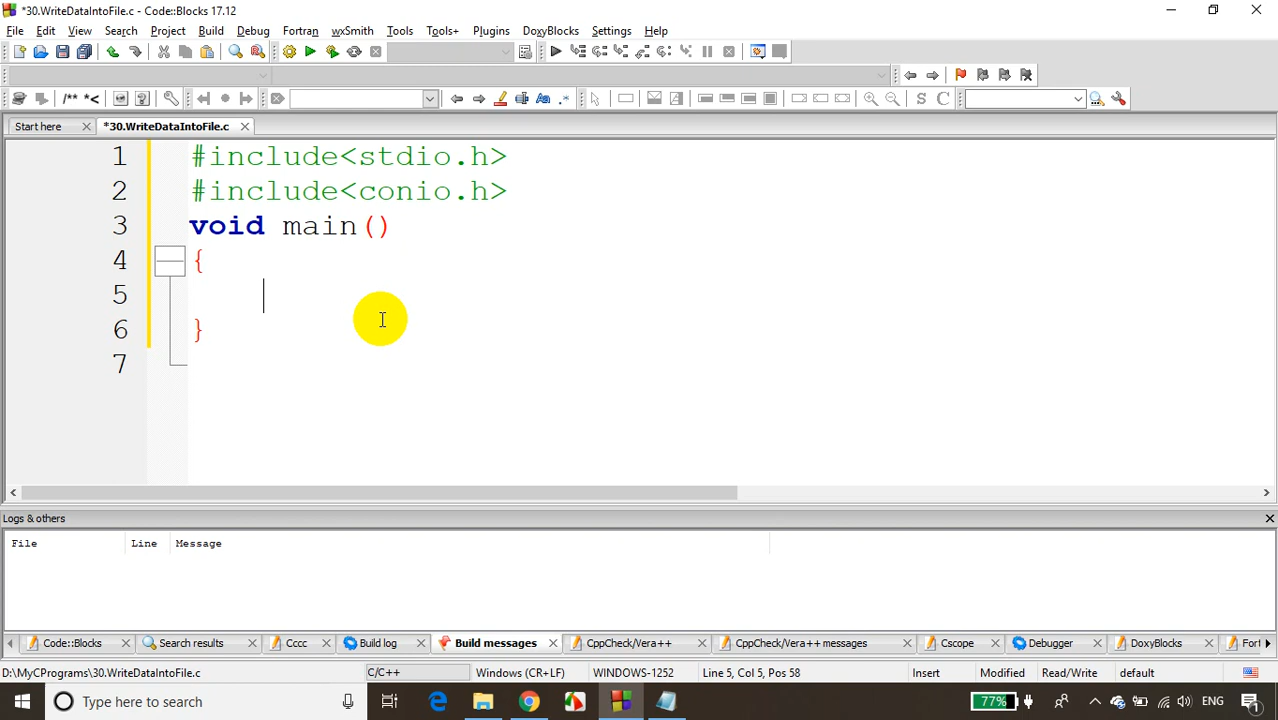 *30.WriteDataIntoFile.c - Code::Blocks 17.12
File Edit View Search Project Build Debug Fortran wxSmith Tools Tools+ Plugins DoxyBlocks Settings Help
/** *< S C
Start here *30.WriteDataIntoFile.c
1 #include<stdio.h>
2 #include<conio.h>
3 void main()
4 {
5
6 }
7
Logs & others
File Line Message
Code::Blocks Search results Cccc Build log Build messages CppCheck/Vera++ CppCheck/Vera++ messages Cscope Debugger DoxyBlocks Fort
D:\MyCPrograms\30.WriteDataIntoFile.c C/C++ Windows (CR+LF) WINDOWS-1252 Line 5, Col 5, Pos 58 Insert Modified Read/Write default
Type here to search 77% ENG 1